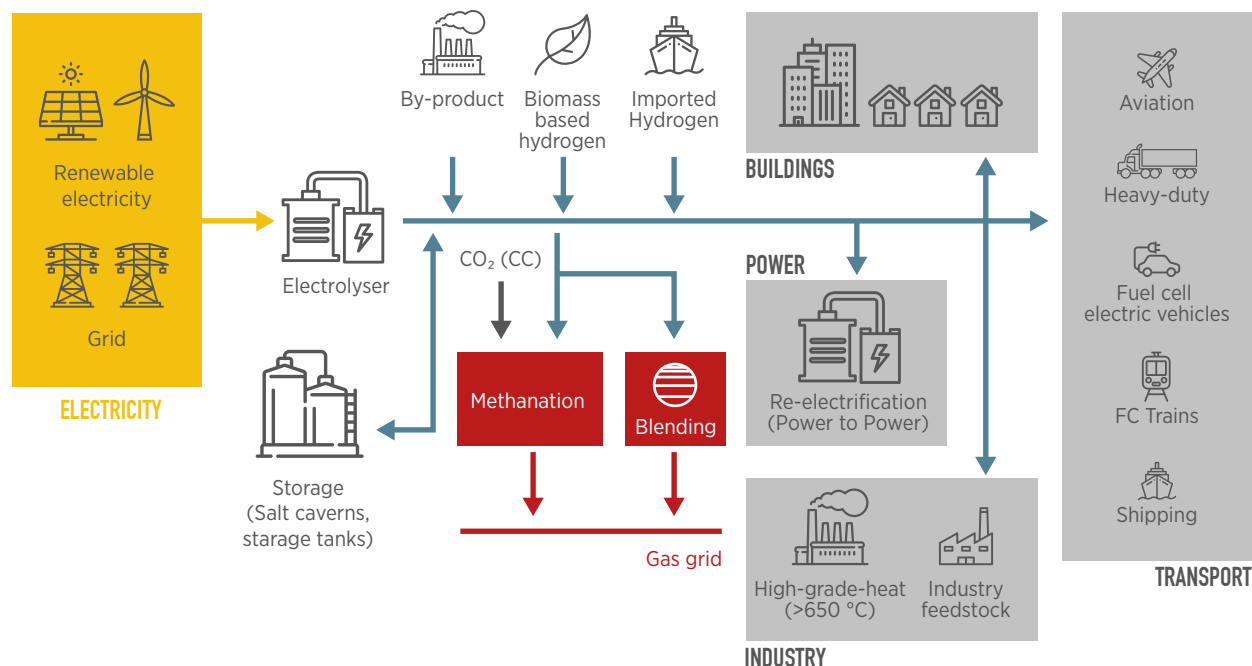 By-product
Biomass
based
hydrogen
Imported
Hydrogen
Aviation
Renewable
electricity
BUILDINGS
Heavy-duty
Electrolyser
CO₂ (CC)
POWER
Fuel cell
electric vehicles
Grid
ELECTRICITY
Methanation
Blending
Re-electrification
(Power to Power)
FC Trains
Storage
(Salt caverns,
starage tanks)
Shipping
Gas grid
High-grade-heat
(>650 °C)
Industry
feedstock
TRANSPORT
INDUSTRY